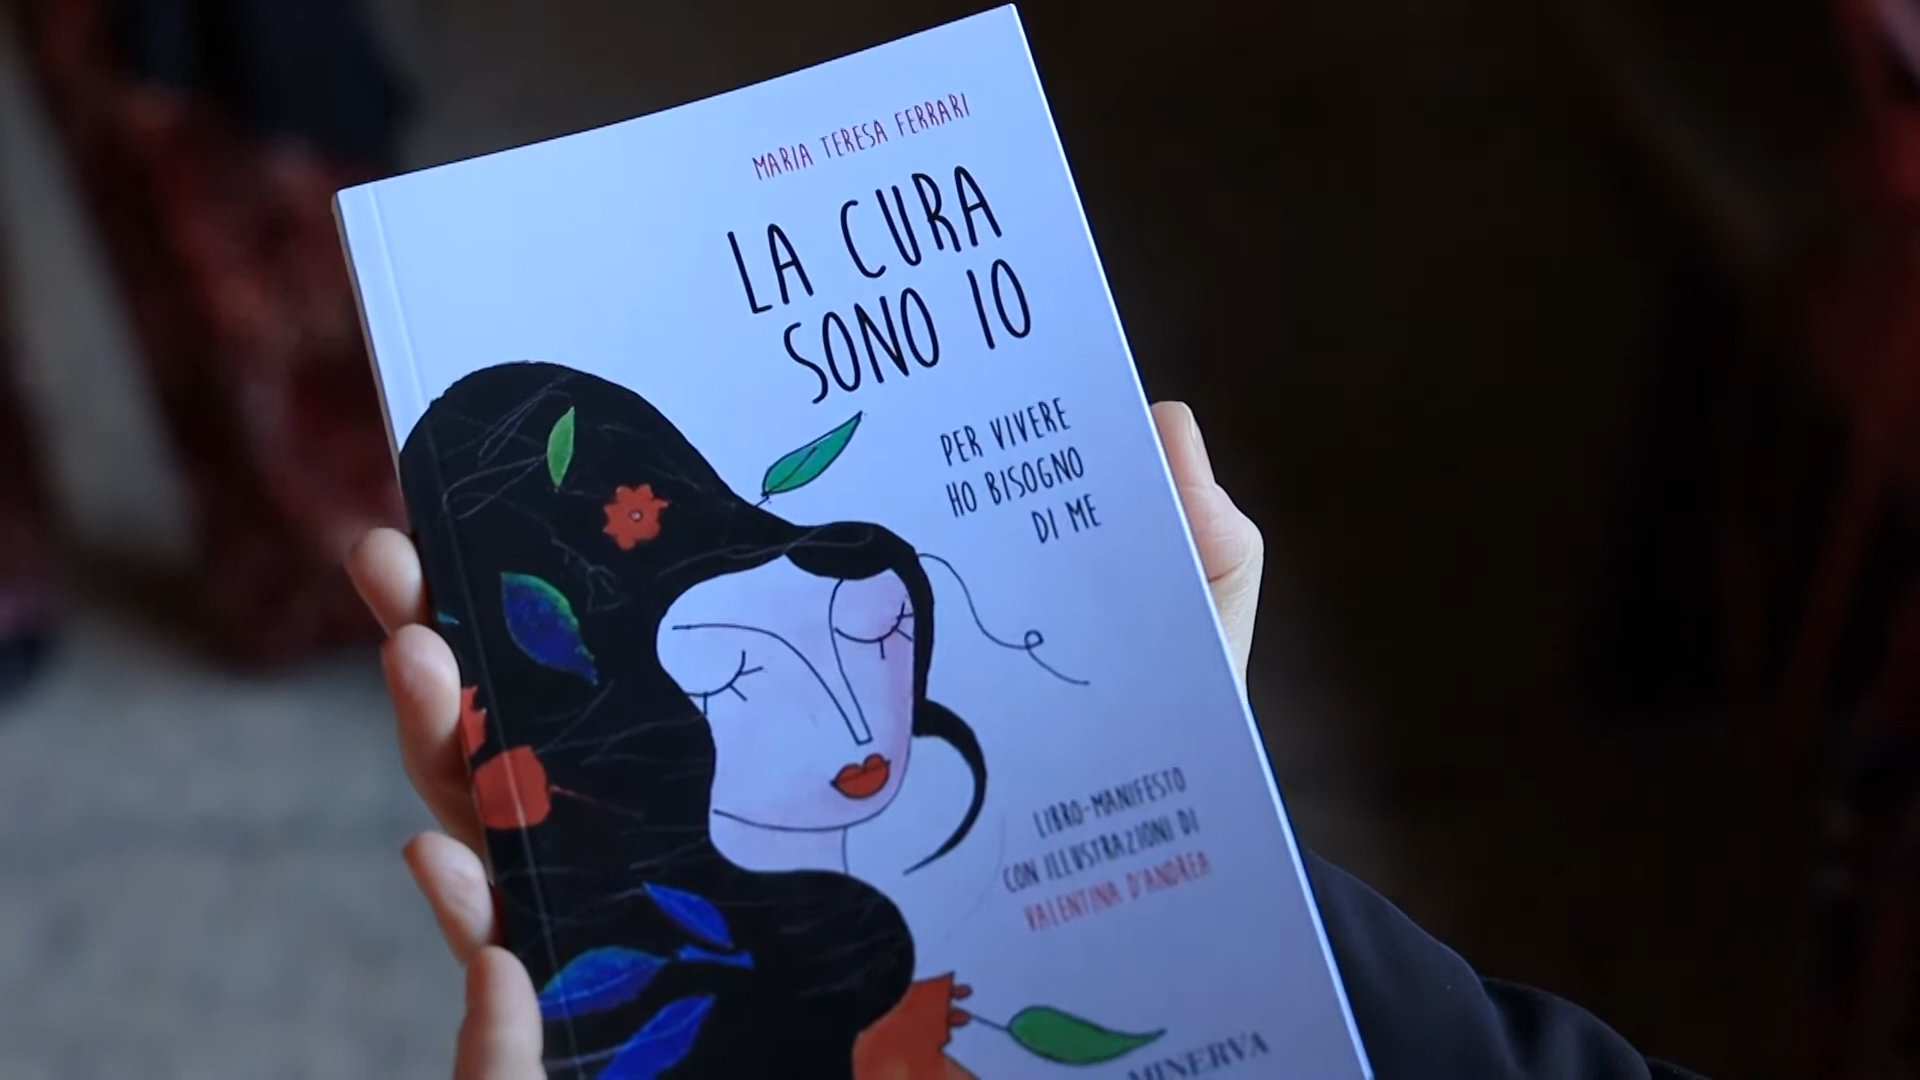 MARIA TERESA FERRARI
LA CURA
SONO IO
PER VIVERE
HO BISOGNO
DI ME
LIBRO-MANIFESTO
CON ILLUSTRAZIONI DI
VALENTINA D'ANDREA
MINERVA